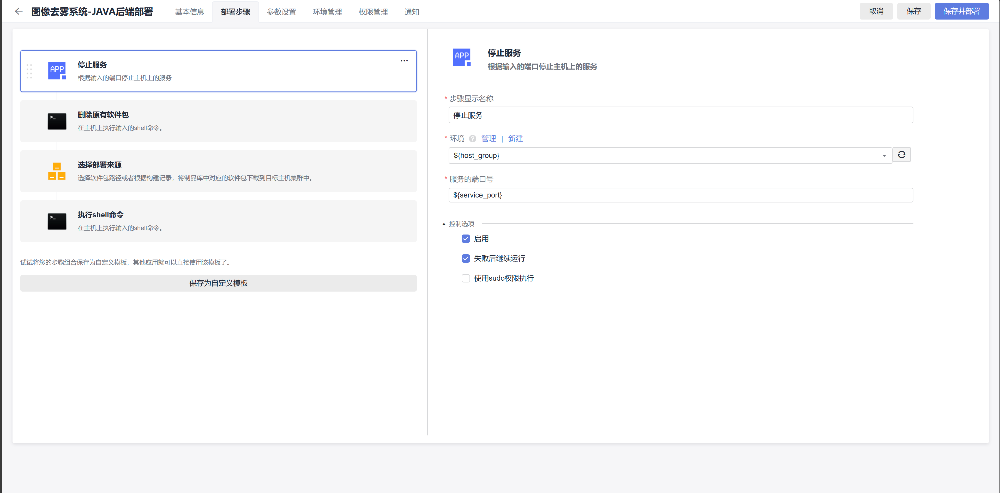 图像去雾系统-JAVA后端部署
基本信息
部署步骤
参数设置
环境管理
权限管理
通知
取消
保存
保存并部署
APP
停止服务
根据输入的端口停止主机上的服务
>_
删除原有软件包
在主机上执行输入的shell命令。
选择部署来源
选择软件包路径或者根据构建记录，将制品库中对应的软件包下载到目标主机集群中。
>_
执行shell命令
在主机上执行输入的shell命令。
试试将您的步骤组合保存为自定义模板，其他应用就可以直接使用该模板了。
保存为自定义模板
APP
停止服务
根据输入的端口停止主机上的服务
* 步骤显示名称
停止服务
* 环境 ? 管理 | 新建
${host_group}
* 服务的端口号
${service_port}
控制选项
启用
失败后继续运行
使用sudo权限执行